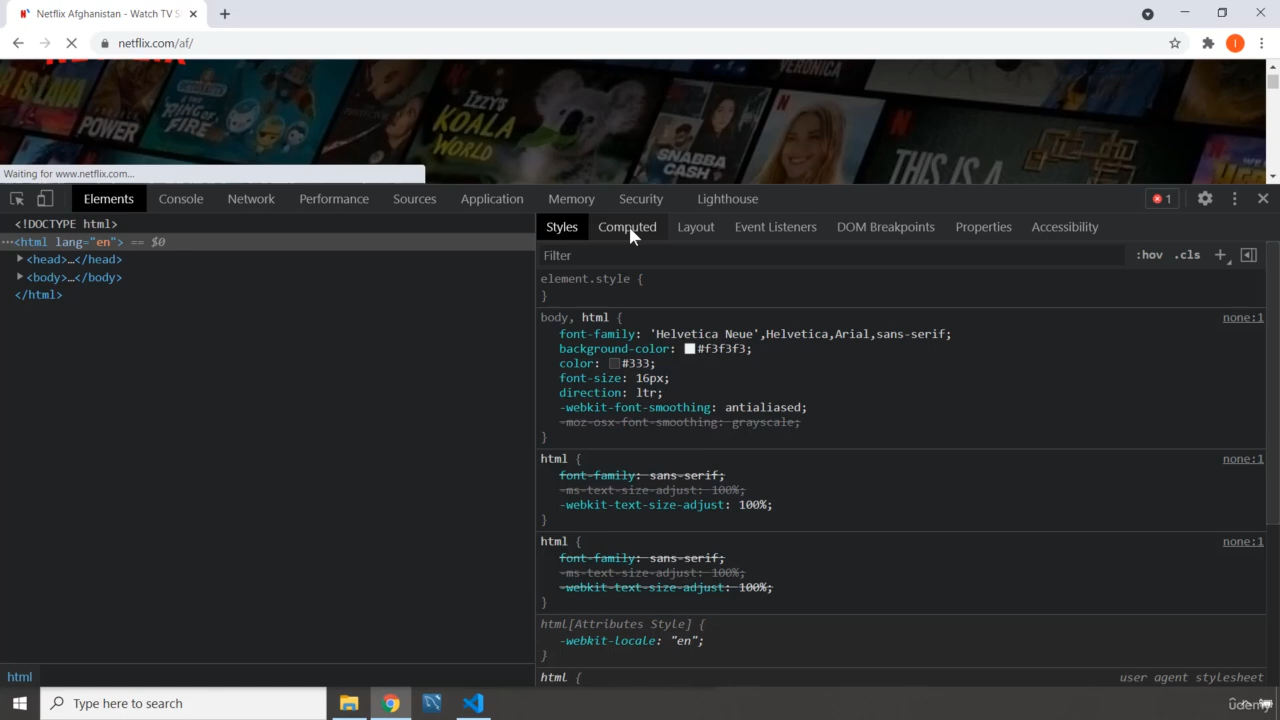 Netflix Afghanistan - Watch TV S
netflix.com/af/
POWER
RING OF
FIRE
IZZY'S
KOALA
WORLD
SNABBA
CASH
VERONICA
THIS IS A
Waiting for www.netflix.com...
Elements Console Network Performance Sources Application Memory Security Lighthouse 1
<!DOCTYPE html>
Styles Computed Layout Event Listeners DOM Breakpoints Properties Accessibility
···<html lang="en"> == $0
<head>…</head>
<body>…</body>
</html>
Filter :hov .cls +
element.style {
}
body, html { none:1
font-family: 'Helvetica Neue',Helvetica,Arial,sans-serif;
background-color: #f3f3f3;
color: #333;
font-size: 16px;
direction: ltr;
-webkit-font-smoothing: antialiased;
-moz-osx-font-smoothing: grayscale;
}
html { none:1
font-family: sans-serif;
-ms-text-size-adjust: 100%;
-webkit-text-size-adjust: 100%;
}
html { none:1
font-family: sans-serif;
-ms-text-size-adjust: 100%;
-webkit-text-size-adjust: 100%;
}
html[Attributes Style] {
-webkit-locale: "en";
}
html { user agent stylesheet
html
Type here to search
udemy